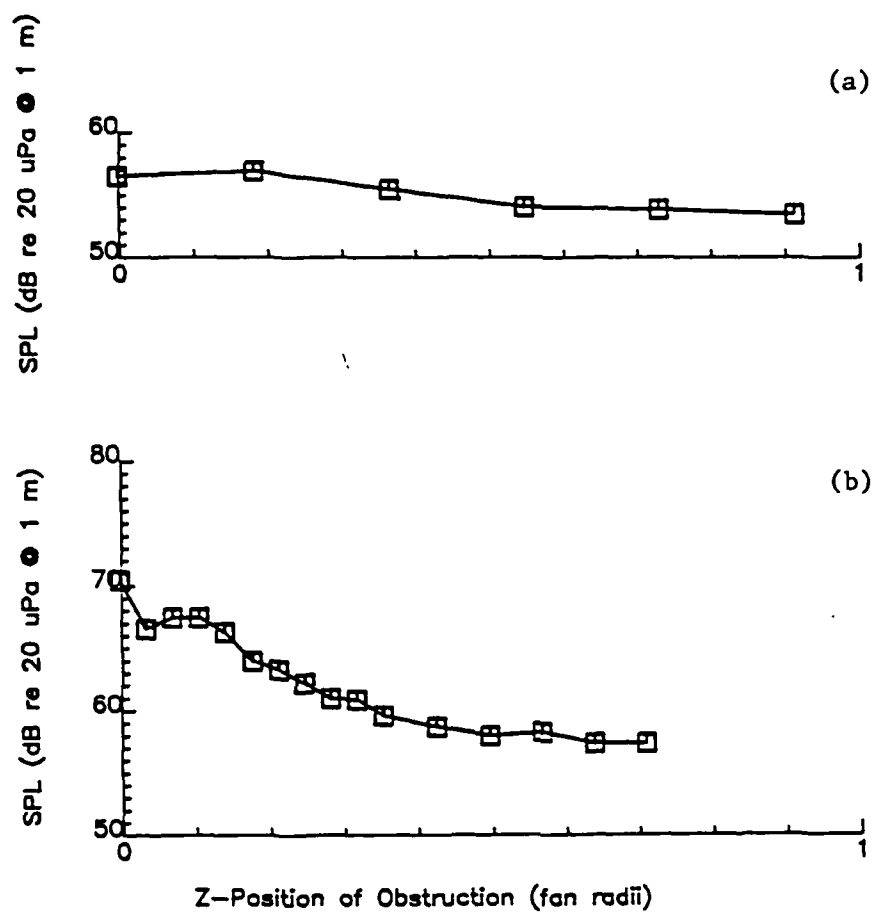 SPL (dB re 20 uPa @ 1 m)
(a)
60
50
0
1
SPL (dB re 20 uPa @ 1 m)
(b)
80
70
60
50
0
1
Z-Position of Obstruction (fan radii)